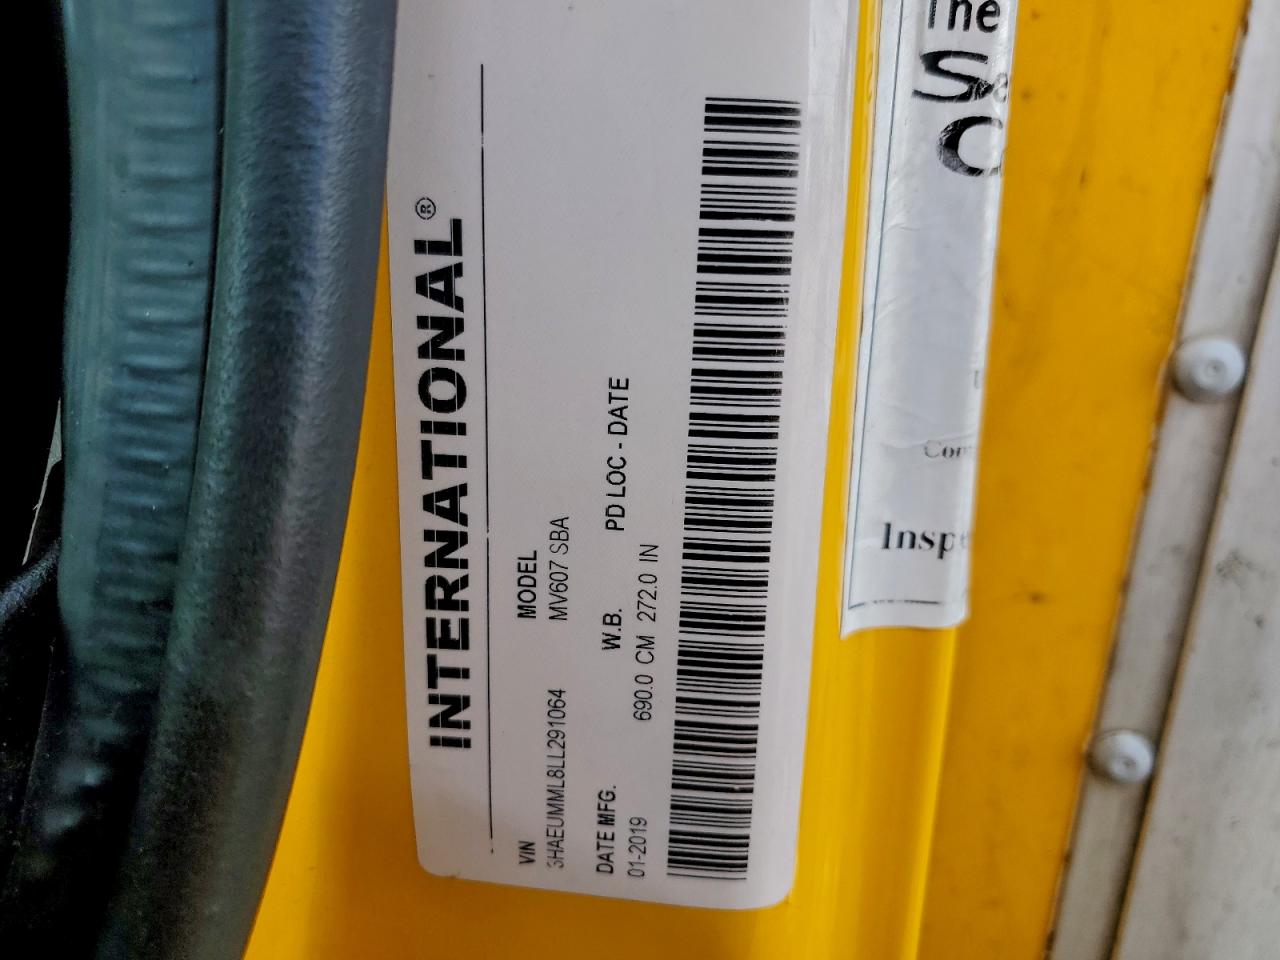 INTERNATIONAL®
VIN MODEL
3HAEUMML8LL291064 MV607 SBA
DATE MFG. W.B. PD LOC - DATE
01-2019 690.0 CM 272.0 IN
The